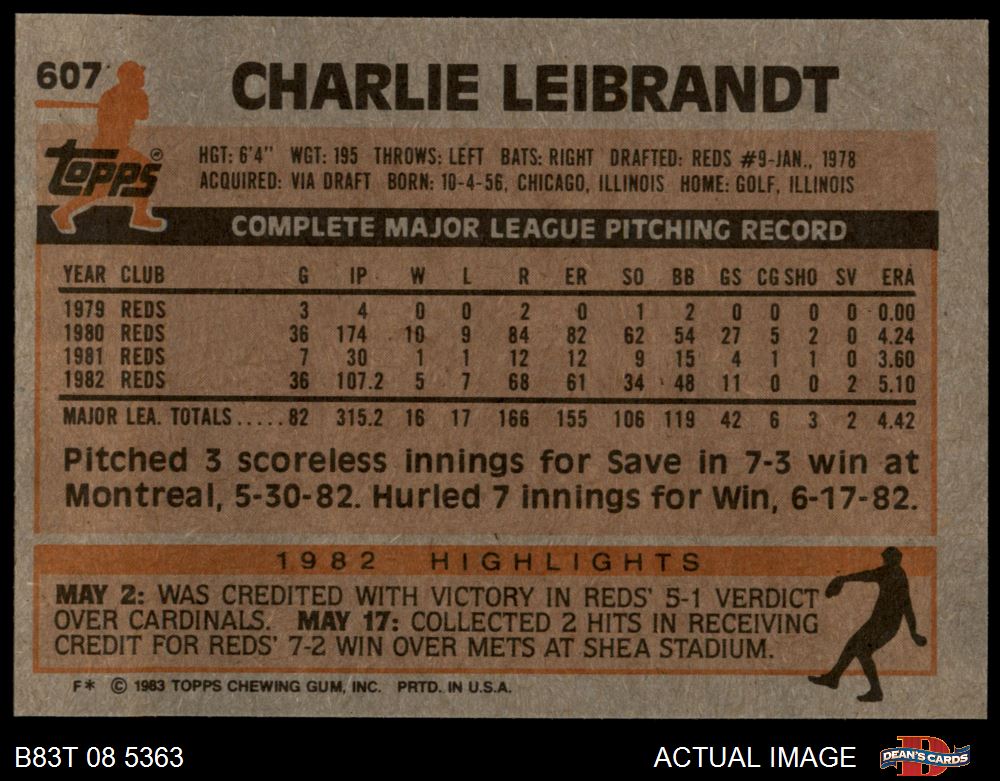 607 CHARLIE LEIBRANDT
Topps®
HGT: 6'4" WGT: 195 THROWS: LEFT BATS: RIGHT DRAFTED: REDS #9-JAN., 1978
ACQUIRED: VIA DRAFT BORN: 10-4-56, CHICAGO, ILLINOIS HOME: GOLF, ILLINOIS
COMPLETE MAJOR LEAGUE PITCHING RECORD
YEAR CLUB G IP W L R ER SO BB GS CG SHO SV ERA
1979 REDS 3 4 0 0 2 0 1 2 0 0 0 0 0.00
1980 REDS 36 174 10 9 84 82 62 54 27 5 2 0 4.24
1981 REDS 7 30 1 1 12 12 9 15 4 1 1 0 3.60
1982 REDS 36 107.2 5 7 68 61 34 48 11 0 0 2 5.10
MAJOR LEA. TOTALS.....82 315.2 16 17 166 155 106 119 42 6 3 2 4.42
Pitched 3 scoreless innings for Save in 7-3 win at
Montreal, 5-30-82. Hurled 7 innings for Win, 6-17-82.
1982 HIGHLIGHTS
MAY 2: WAS CREDITED WITH VICTORY IN REDS' 5-1 VERDICT
OVER CARDINALS. MAY 17: COLLECTED 2 HITS IN RECEIVING
CREDIT FOR REDS' 7-2 WIN OVER METS AT SHEA STADIUM.
F* © 1983 TOPPS CHEWING GUM, INC. PRTD. IN U.S.A.
B83T 08 5363 ACTUAL IMAGE DEAN'S CARDS